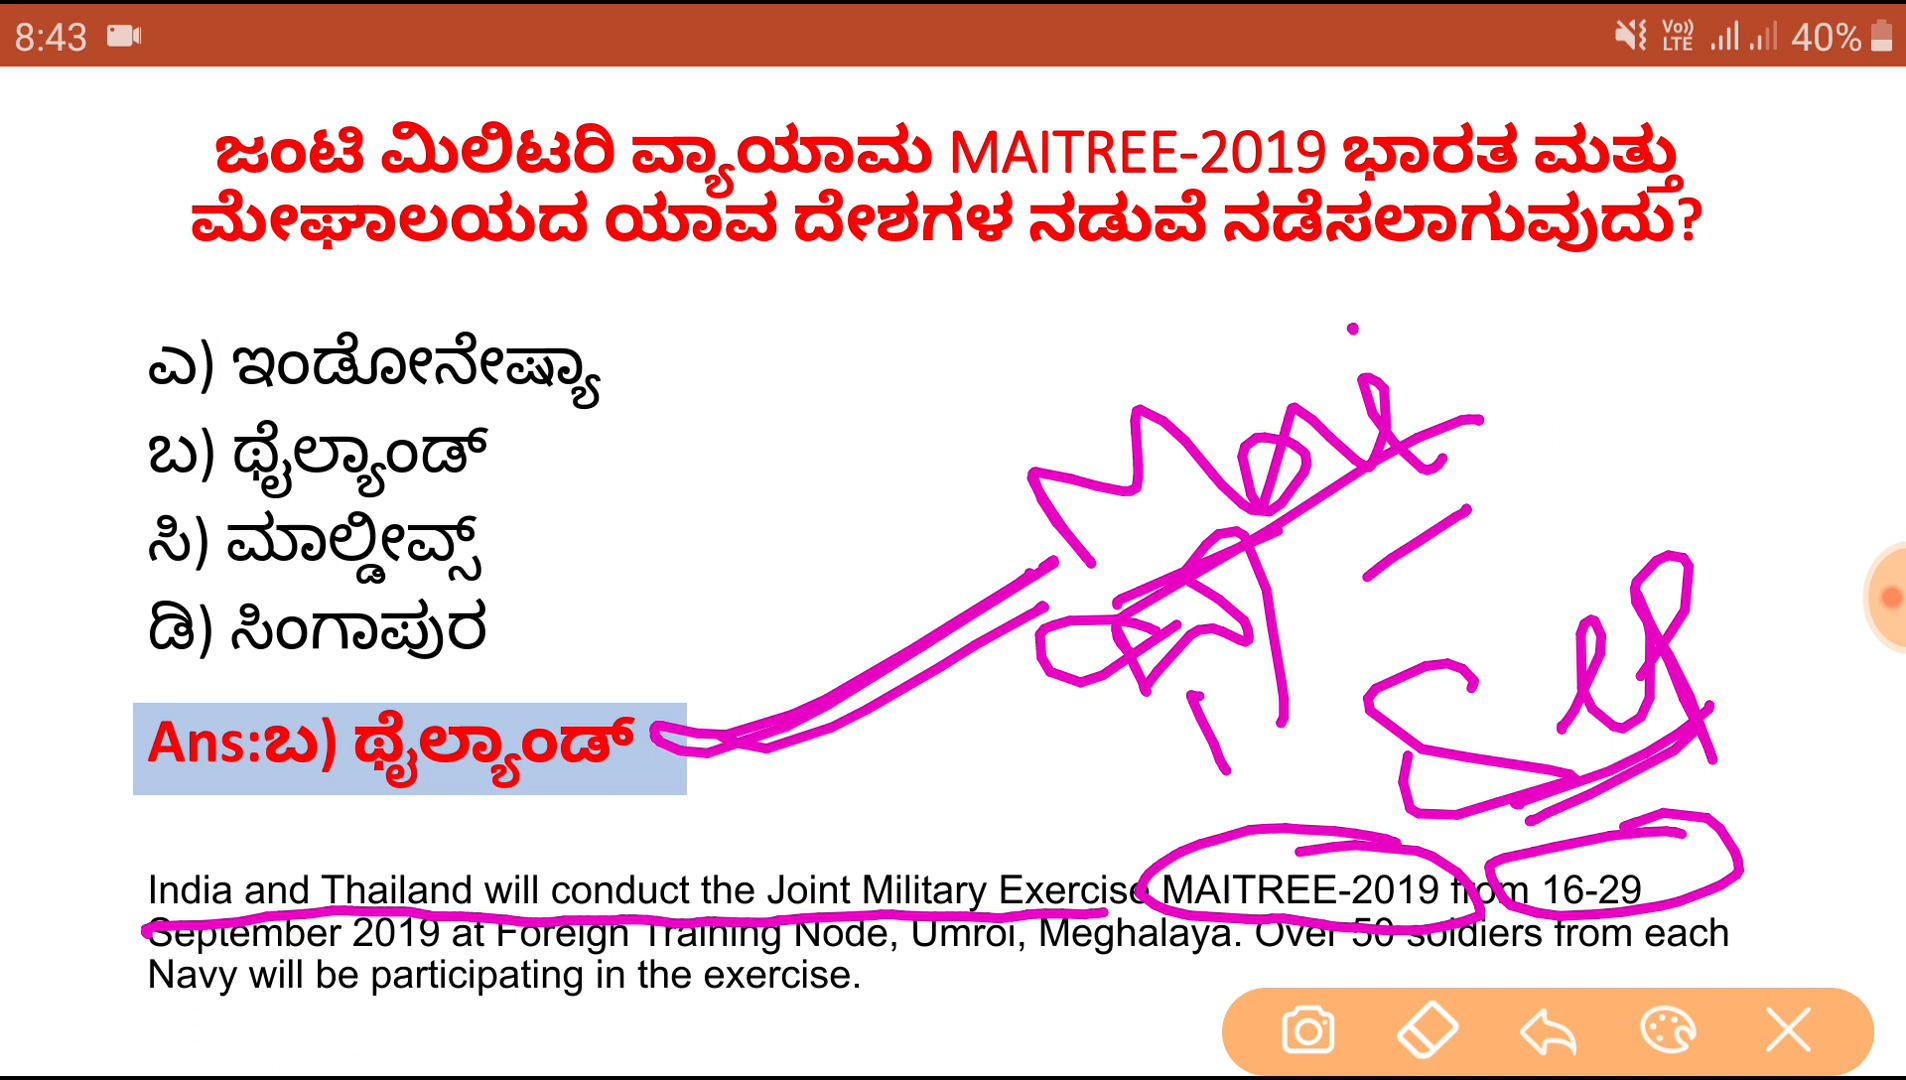 8:43
Vo)) LTE 40%
ಜಂಟಿ ಮಿಲಿಟರಿ ವ್ಯಾಯಾಮ MAITREE-2019 ಭಾರತ ಮತ್ತು
ಮೇಘಾಲಯದ ಯಾವ ದೇಶಗಳ ನಡುವೆ ನಡೆಸಲಾಗುವುದು?
ಎ) ಇಂಡೋನೇಷ್ಯಾ
ಬ) ಥೈಲ್ಯಾಂಡ್
ಸಿ) ಮಾಲ್ಡೀವ್ಸ್
ಡಿ) ಸಿಂಗಾಪುರ
Ans:ಬ) ಥೈಲ್ಯಾಂಡ್
India and Thailand will conduct the Joint Military Exercise MAITREE-2019 from 16-29
September 2019 at Foreign Training Node, Umroi, Meghalaya. Over 50 soldiers from each
Navy will be participating in the exercise.